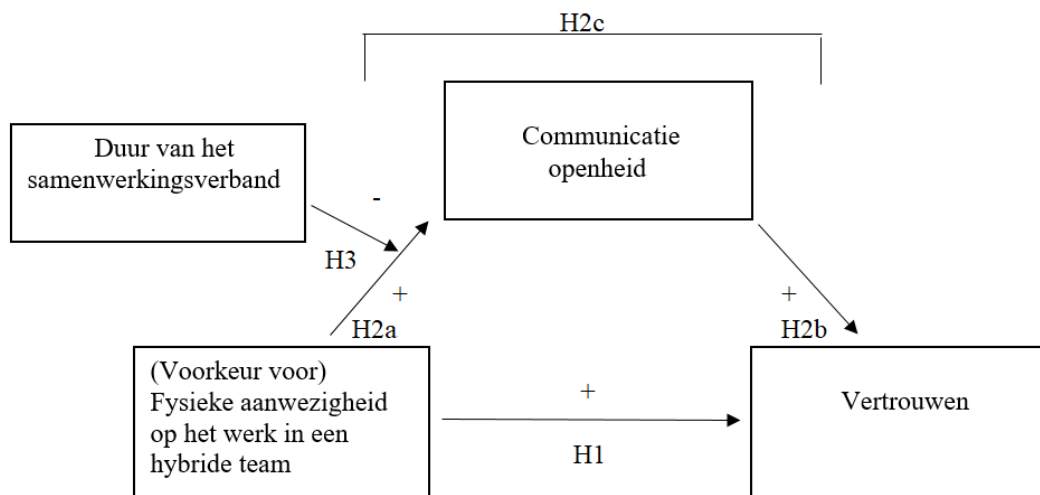 H2c
Communicatie
openheid
Duur van het
samenwerkingsverband
-
H3
+
H2a
+
H2b
(Voorkeur voor)
Fysieke aanwezigheid
op het werk in een
hybride team
+
H1
Vertrouwen